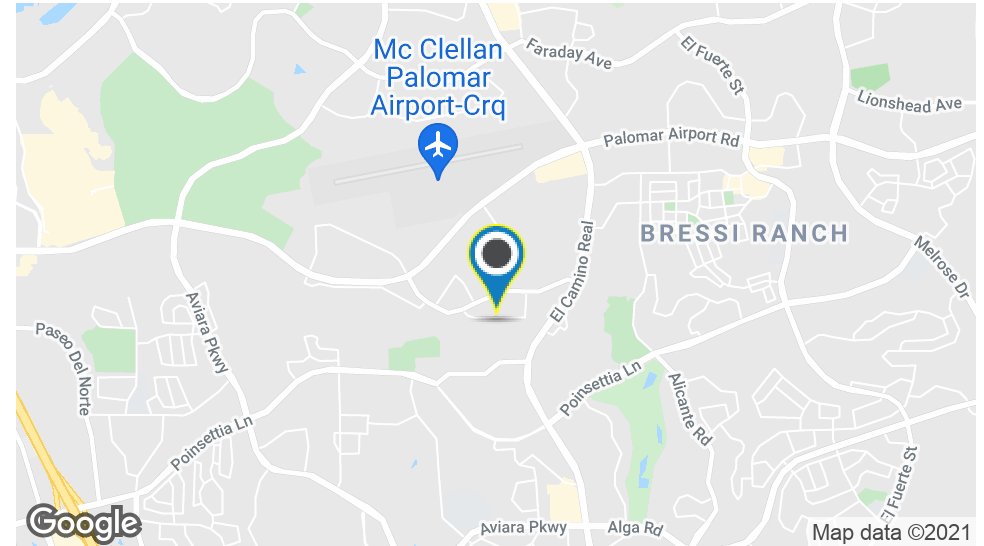 Mc Clellan
Palomar
Airport-Crq
Faraday Ave
El Fuerte St
Lionshead Ave
Palomar Airport Rd
BRESSI RANCH
El Camino Real
Melrose Dr
Aviara Pkwy
Paseo Del Norte
Poinsettia Ln
Poinsettia Ln
Alicante Rd
El Fuerte St
Aviara Pkwy
Alga Rd
Google
Map data ©2021